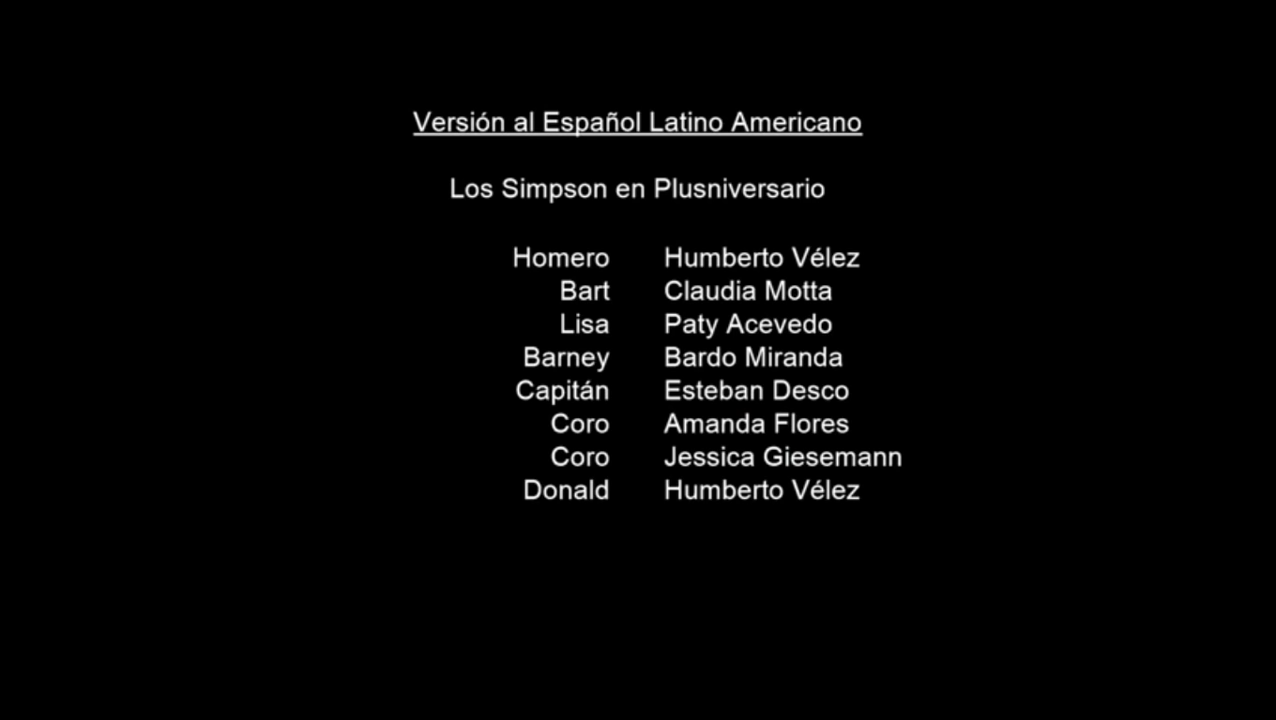 Versión al Español Latino Americano
Los Simpson en Plusniversario
Homero Humberto Vélez
Bart Claudia Motta
Lisa Paty Acevedo
Barney Bardo Miranda
Capitán Esteban Desco
Coro Amanda Flores
Coro Jessica Giesemann
Donald Humberto Vélez